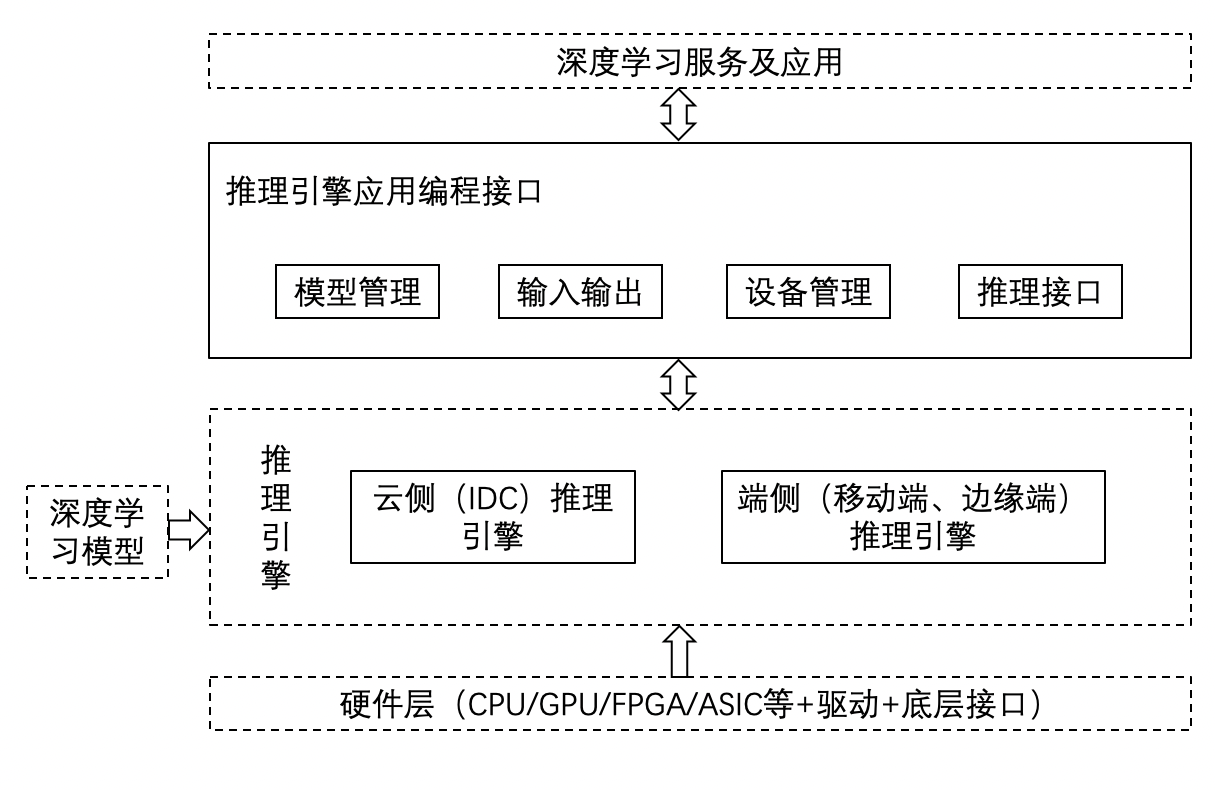 深度学习服务及应用
推理引擎应用编程接口
模型管理
输入输出
设备管理
推理接口
推
理
引
擎
云侧（IDC）推理
引擎
端侧（移动端、边缘端）
推理引擎
深度学
习模型
硬件层（CPU/GPU/FPGA/ASIC等+驱动+底层接口）